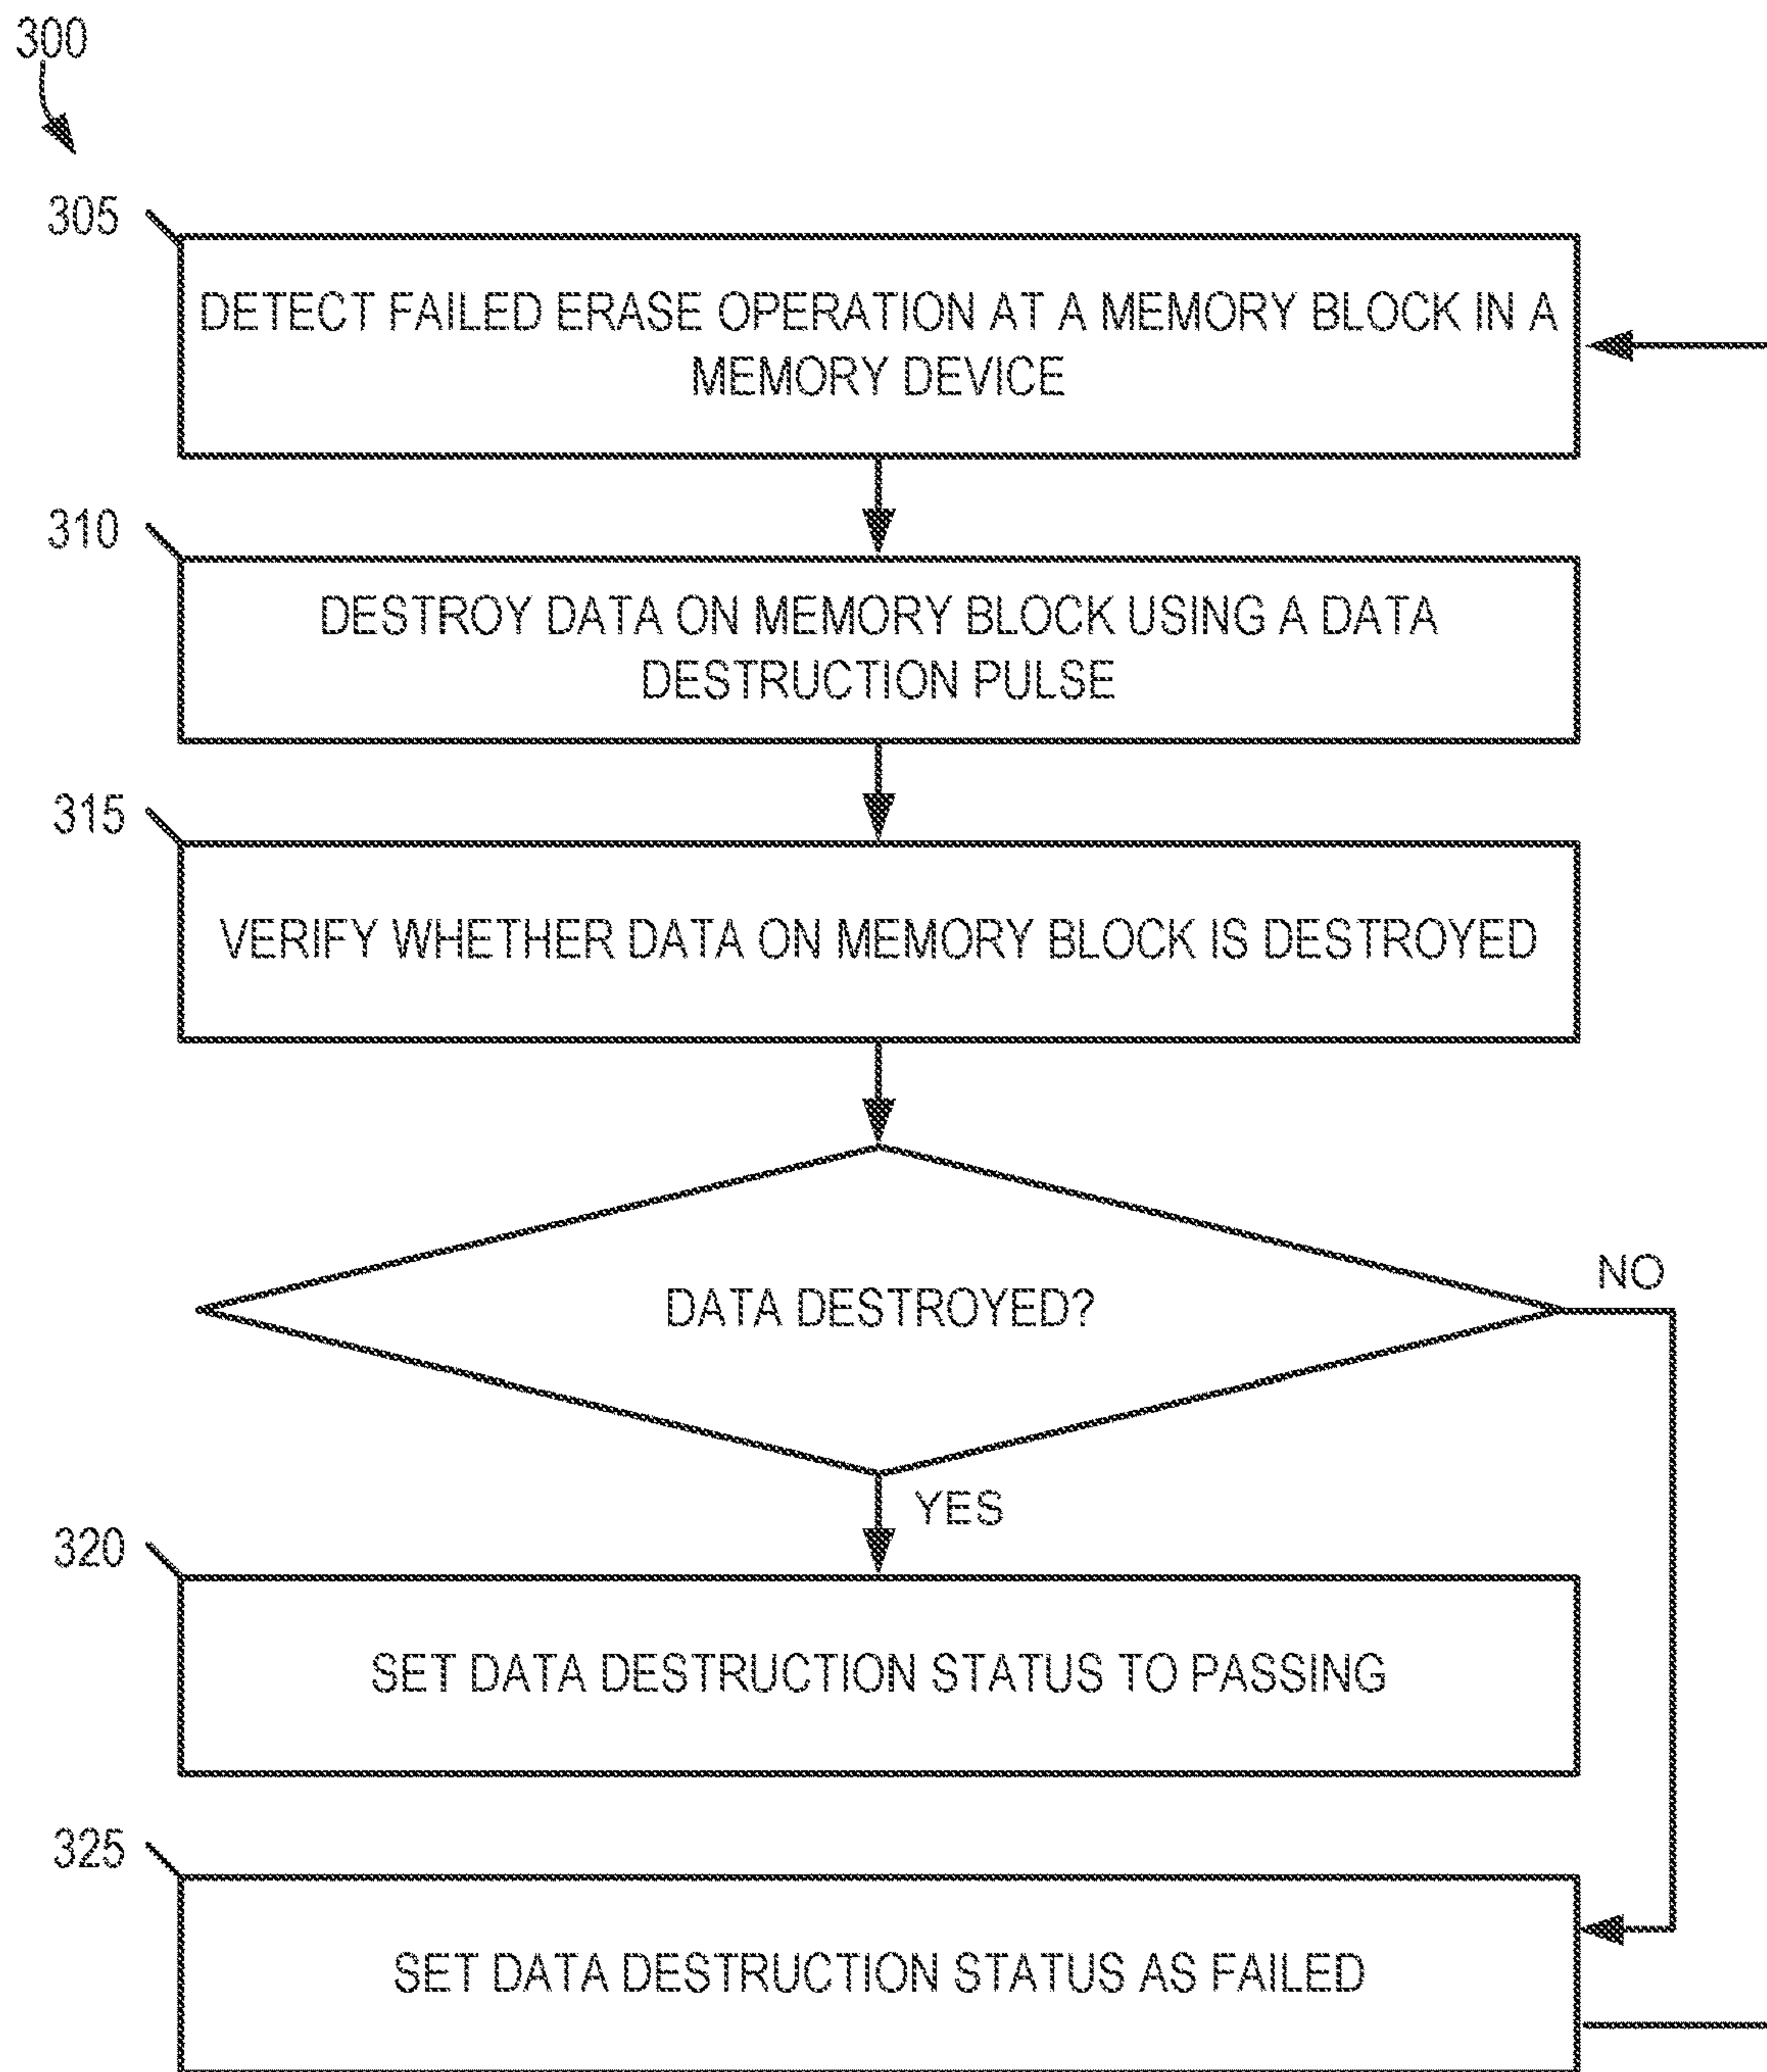 300
305
DETECT FAILED ERASE OPERATION AT A MEMORY BLOCK IN A
MEMORY DEVICE
310
DESTROY DATA ON MEMORY BLOCK USING A DATA
DESTRUCTION PULSE
315
VERIFY WHETHER DATA ON MEMORY BLOCK IS DESTROYED
DATA DESTROYED?
NO
YES
320
SET DATA DESTRUCTION STATUS TO PASSING
325
SET DATA DESTRUCTION STATUS AS FAILED